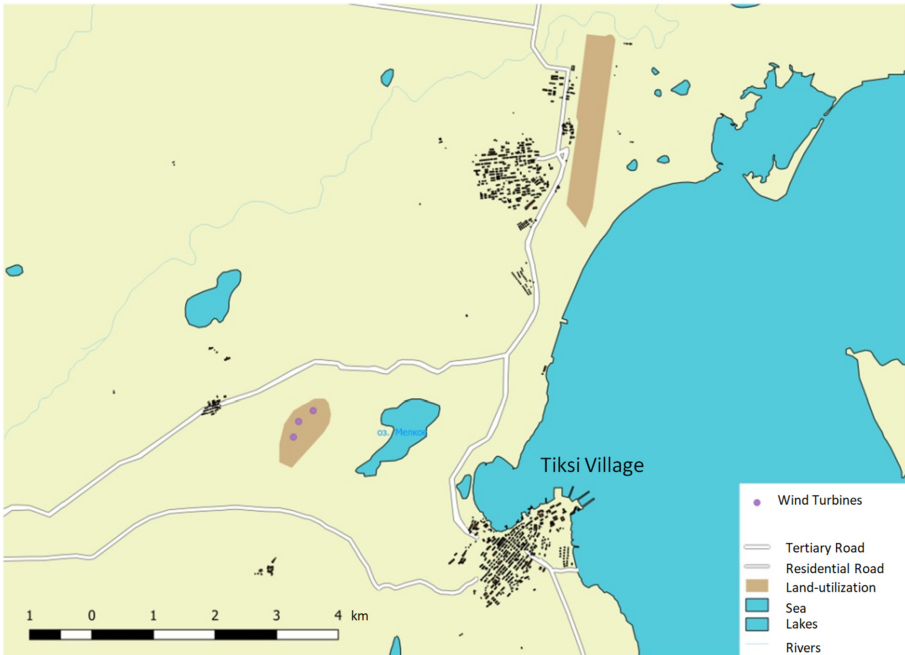 оз. Мелкое
Tiksi Village
Wind Turbines
Tertiary Road
Residential Road
Land-utilization
Sea
Lakes
Rivers
1 0 1 2 3 4 km